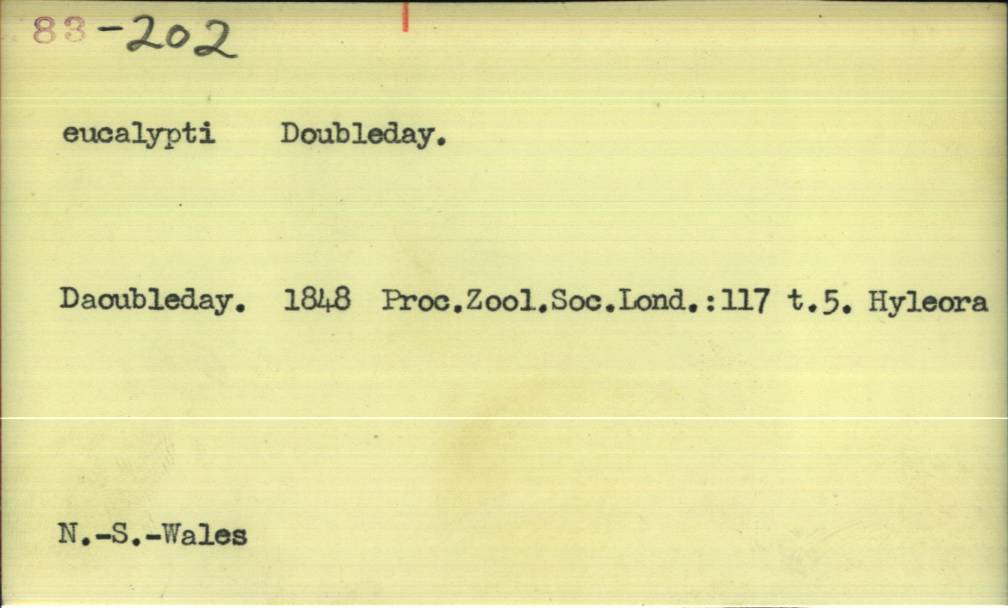 83-202
eucalypti Doubleday.
Daoubleday. 1848 Proc.Zool.Soc.Lond.:117 t.5. Hyleora
N.-S.-Wales